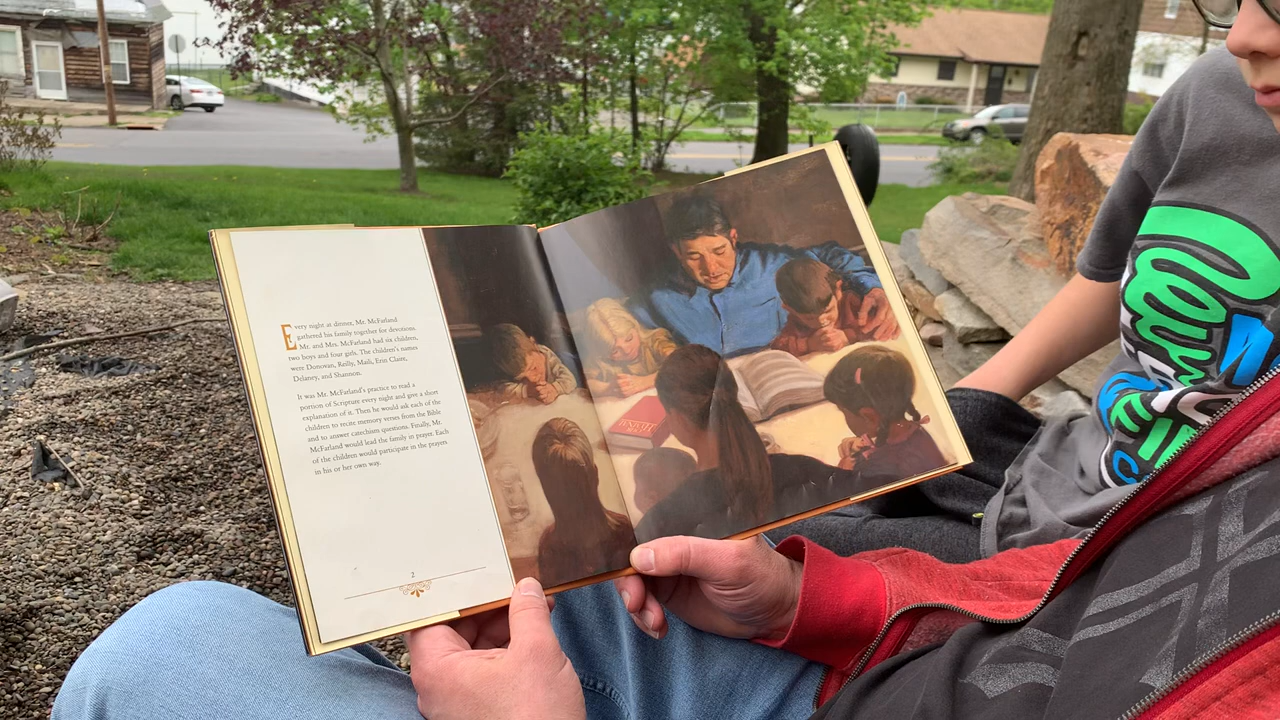 Every night at dinner, Mr. McFarland
gathered his family together for devotions.
Mr. and Mrs. McFarland had six children,
two boys and four girls. The children's names
were Donovan, Reilly, Maili, Erin Claire,
Delaney, and Shannon.
It was Mr. McFarland's practice to read a
portion of Scripture every night and give a short
explanation of it. Then he would ask each of the
children to recite memory verses from the Bible
and to answer catechism questions. Finally, Mr.
McFarland would lead the family in prayer. Each
of the children would participate in the prayers
in his or her own way.
2